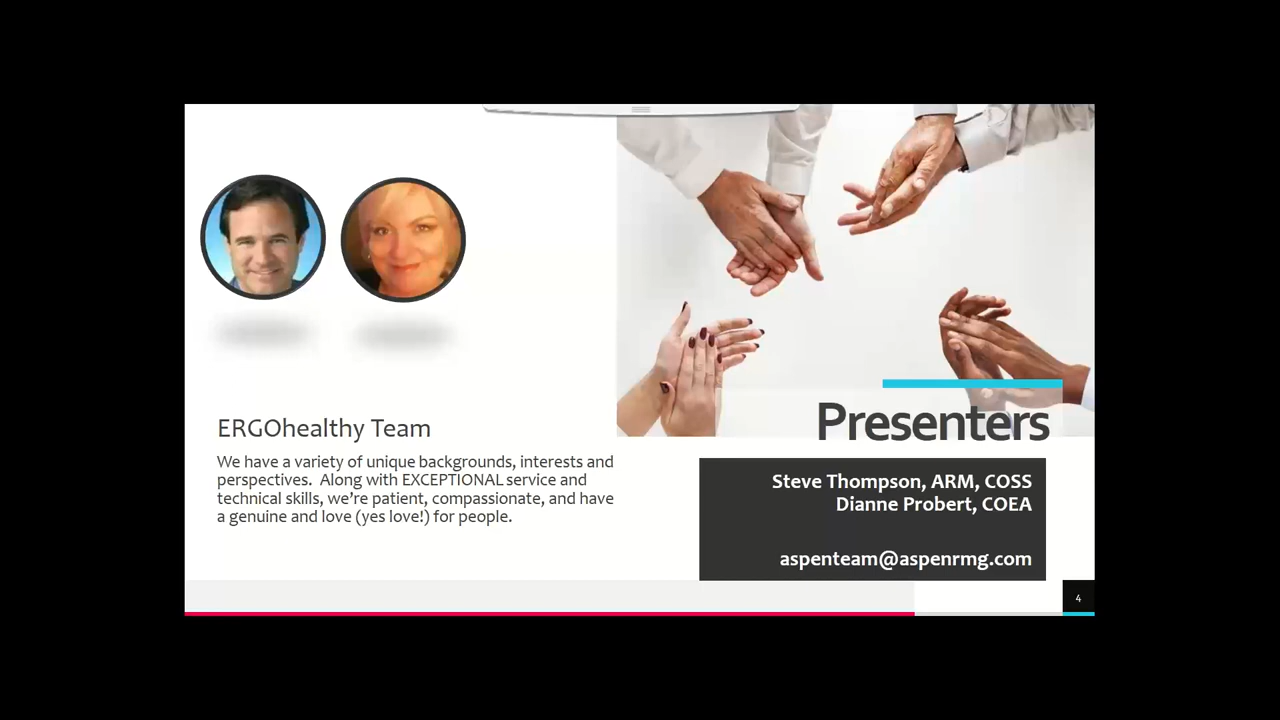 ERGOhealthy Team
We have a variety of unique backgrounds, interests and
perspectives.  Along with EXCEPTIONAL service and
technical skills, we're patient, compassionate, and have
a genuine and love (yes love!) for people.
Presenters
Steve Thompson, ARM, COSS
Dianne Probert, COEA
aspenteam@aspenrmg.com
4